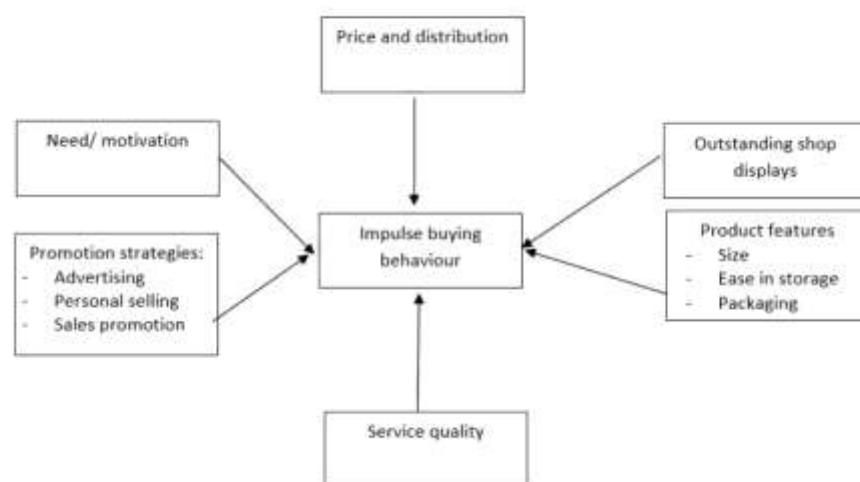 Price and distribution
Need/ motivation
Outstanding shop
displays
Impulse buying
behaviour
Promotion strategies:
- Advertising
- Personal selling
- Sales promotion
Product features
- Size
- Ease in storage
- Packaging
Service quality